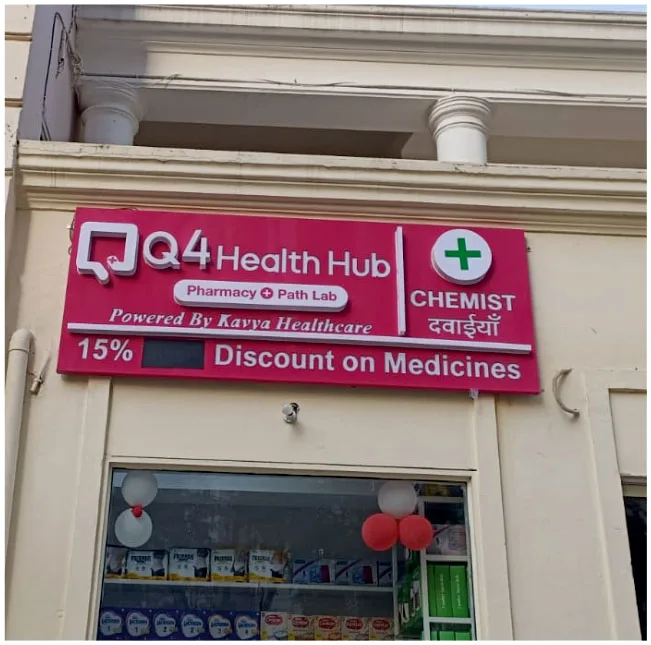 Q4 Health Hub
Pharmacy + Path Lab
Powered By Kavya Healthcare
CHEMIST
दवाईयाँ
15% Discount on Medicines